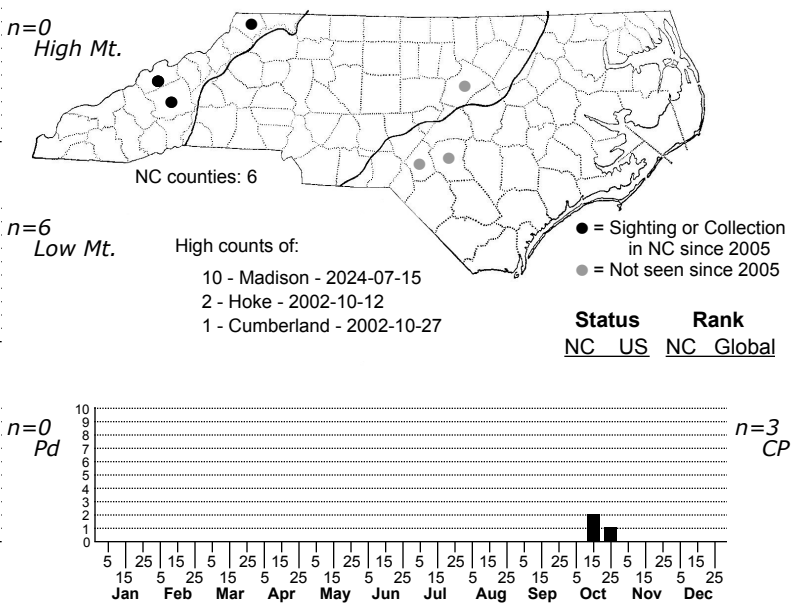 n=0
High Mt.
NC counties: 6
n=6
Low Mt.
High counts of:
10 - Madison - 2024-07-15
2 - Hoke - 2002-10-12
1 - Cumberland - 2002-10-27
● = Sighting or Collection
in NC since 2005
● = Not seen since 2005
Status Rank
NC US NC Global
n=0
Pd
n=3
CP
10
9
8
7
6
5
4
3
2
1
0
5 25 15 5 25 15 5 25 15 5 25 15 5 25 15 5 25 15
15 5 25 15 5 25 15 5 25 15 5 25 15 5 25 15 5 25
Jan Feb Mar Apr May Jun Jul Aug Sep Oct Nov Dec